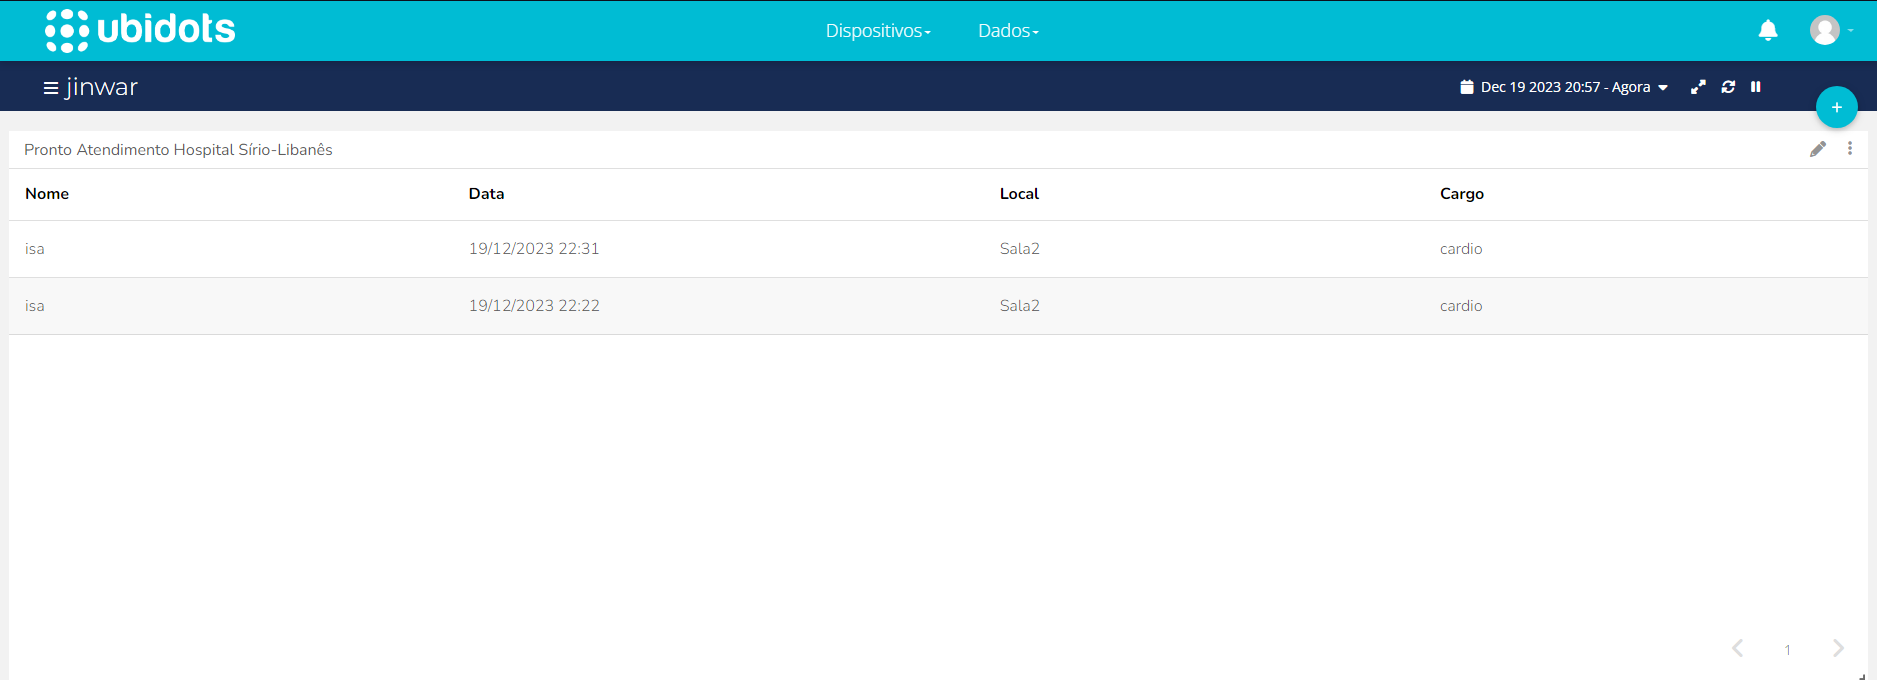 ubidots Dispositivos Dados
jinwar Dec 19 2023 20:57 - Agora
+
Pronto Atendimento Hospital Sírio-Libanês
Nome Data Local Cargo
isa 19/12/2023 22:31 Sala2 cardio
isa 19/12/2023 22:22 Sala2 cardio
1